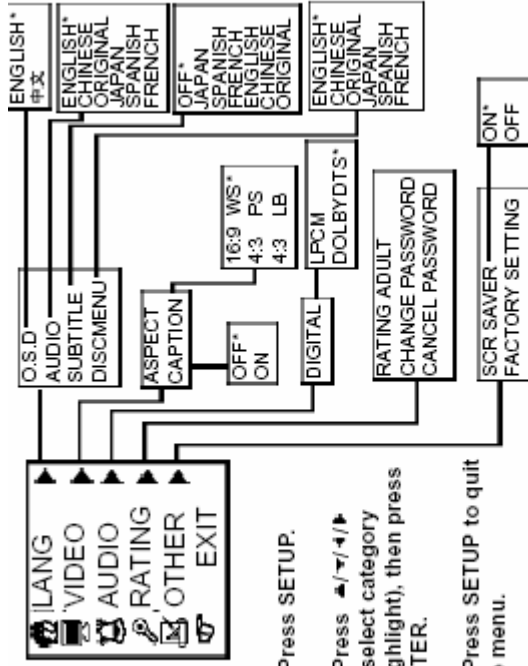 LANG
VIDEO
AUDIO
RATING
OTHER
EXIT
O.S.D
AUDIO
SUBTITLE
DISCMENU
ENGLISH*
中文
ENGLISH*
CHINESE
ORIGINAL
JAPAN
SPANISH
FRENCH
OFF*
JAPAN
SPANISH
FRENCH
ENGLISH
CHINESE
ORIGINAL
ENGLISH*
CHINESE
ORIGINAL
JAPAN
SPANISH
FRENCH
ASPECT
CAPTION
16:9 WS*
4:3 PS
4:3 LB
OFF*
ON
DIGITAL
LPCM
DOLBYDTS*
RATING ADULT
CHANGE PASSWORD
CANCEL PASSWORD
SCR SAVER
FACTORY SETTING
ON*
OFF
Press SETUP.
Press ▲/▼/◀/▶
select category
then press
Press SETUP to quit
menu.